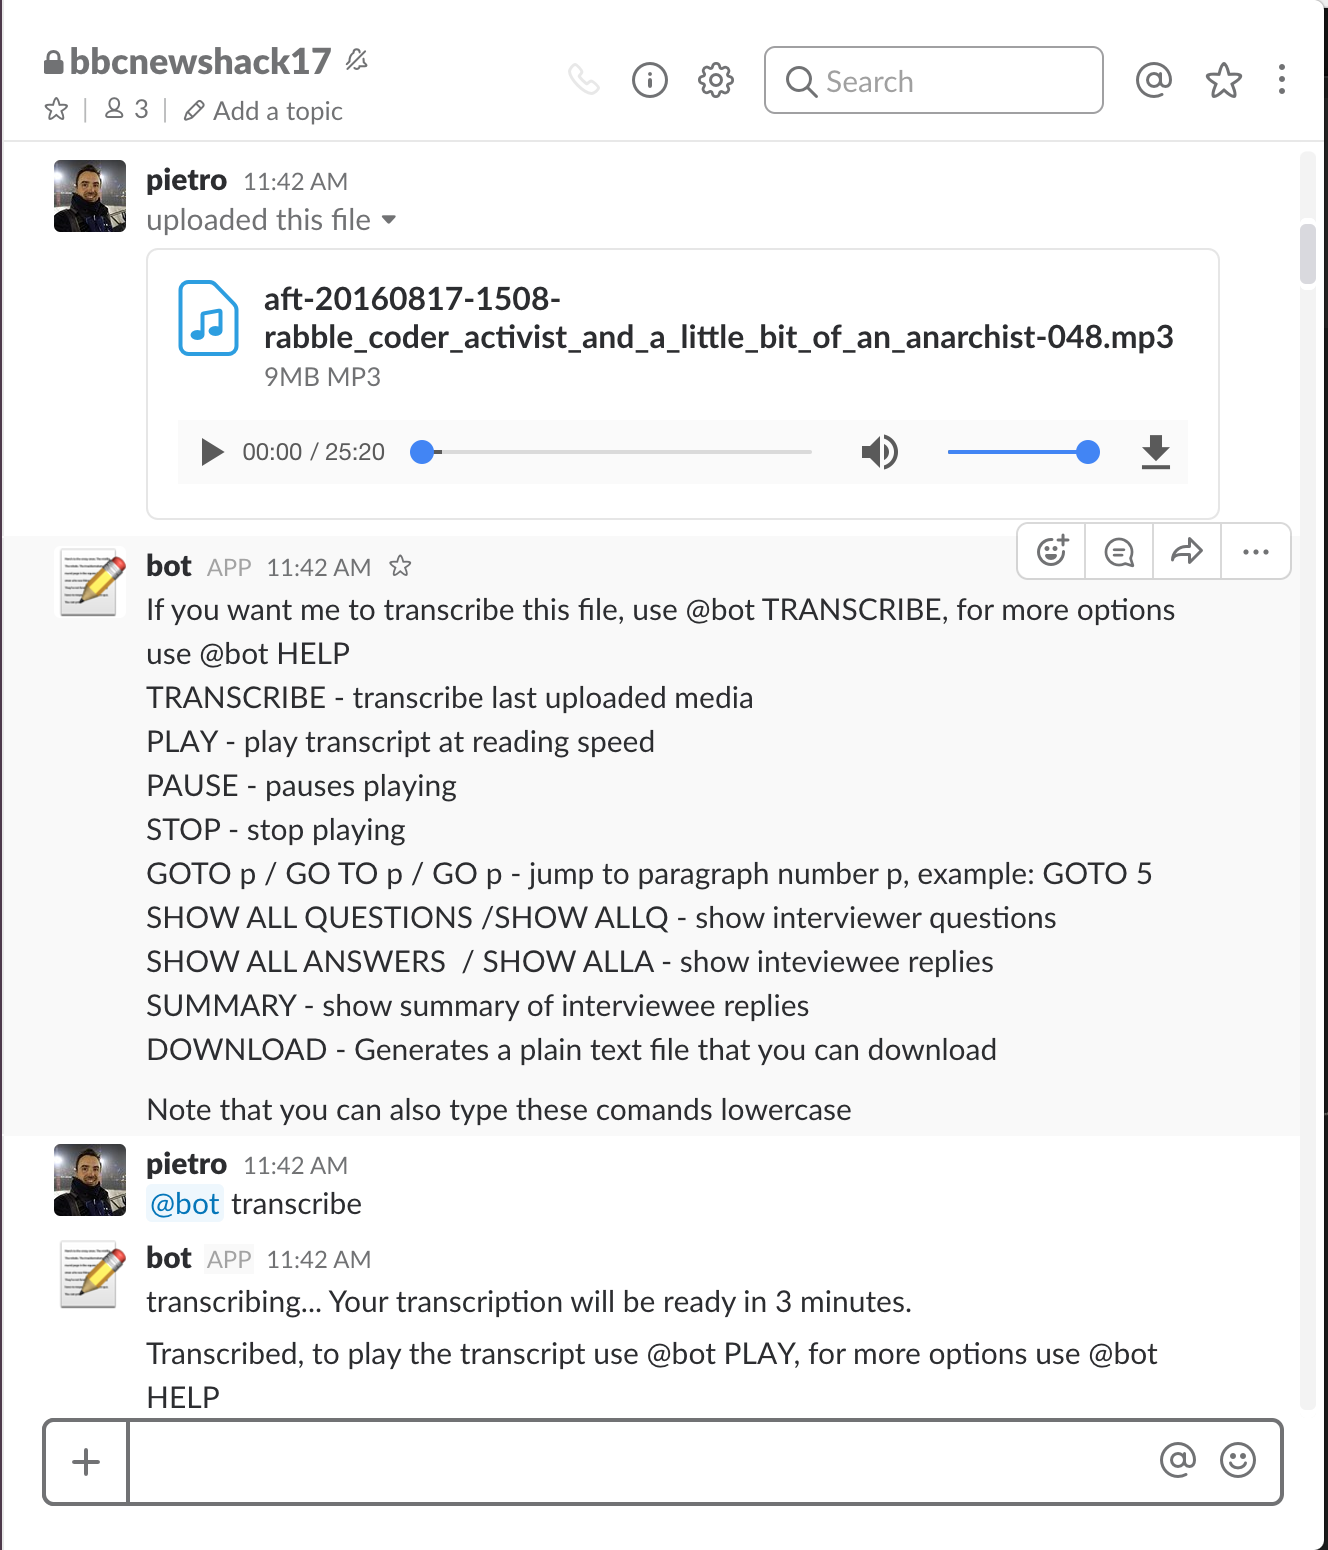 bbcnewshack17
3
Add a topic
Search
pietro 11:42 AM
uploaded this file
aft-20160817-1508-
rabble_coder_activist_and_a_little_bit_of_an_anarchist-048.mp3
9MB MP3
00:00 / 25:20
bot APP 11:42 AM
If you want me to transcribe this file, use @bot TRANSCRIBE, for more options
use @bot HELP
TRANSCRIBE - transcribe last uploaded media
PLAY - play transcript at reading speed
PAUSE - pauses playing
STOP - stop playing
GOTO p / GO TO p / GO p - jump to paragraph number p, example: GOTO 5
SHOW ALL QUESTIONS /SHOW ALLQ - show interviewer questions
SHOW ALL ANSWERS  / SHOW ALLA - show inteviewee replies
SUMMARY - show summary of interviewee replies
DOWNLOAD - Generates a plain text file that you can download
Note that you can also type these comands lowercase
pietro 11:42 AM
@bot transcribe
bot APP 11:42 AM
transcribing... Your transcription will be ready in 3 minutes.
Transcribed, to play the transcript use @bot PLAY, for more options use @bot
HELP